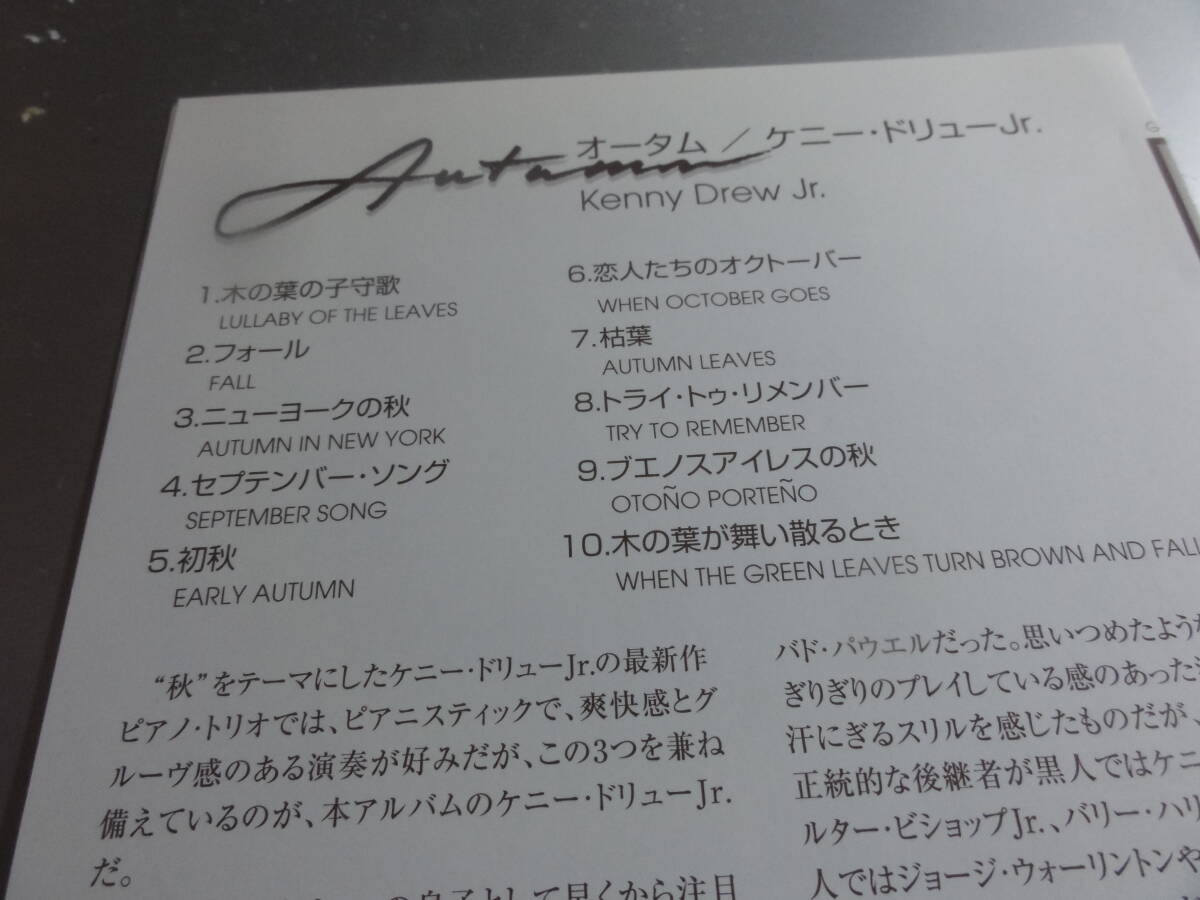 Autumn
オータム / ケニー・ドリューJr.
Kenny Drew Jr.
1.木の葉の子守歌
LULLABY OF THE LEAVES
2.フォール
FALL
3.ニューヨークの秋
AUTUMN IN NEW YORK
4.セプテンバー・ソング
SEPTEMBER SONG
5.初秋
EARLY AUTUMN
6.恋人たちのオクトーバー
WHEN OCTOBER GOES
7.枯葉
AUTUMN LEAVES
8.トライ・トゥ・リメンバー
TRY TO REMEMBER
9.ブエノスアイレスの秋
OTOÑO PORTEÑO
10.木の葉が舞い散るとき
WHEN THE GREEN LEAVES TURN BROWN AND FALL
“秋”をテーマにしたケニー・ドリューJr.の最新作
ピアノ・トリオでは、ピアニスティックで、爽快感とグ
ルーヴ感のある演奏が好みだが、この3つを兼ね
備えているのが、本アルバムのケニー・ドリューJr.
だ。
の息子として早くから注目
バド・パウエルだった。思いつめたような
ぎりぎりのプレイしている感のあった
汗にぎるスリルを感じたものだが、
正統的な後継者が黒人ではケニ
ルター・ビショップJr.、バリー・ハリ
人ではジョージ・ウォーリントンや